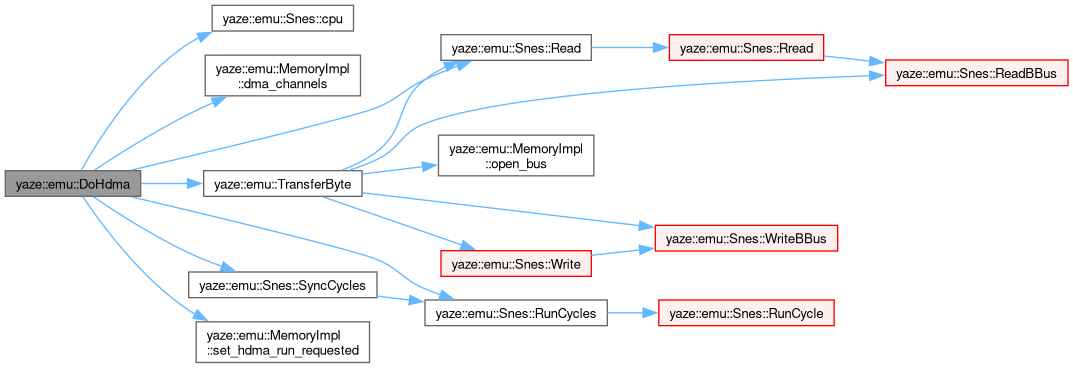 yaze::emu::Snes::cpu
yaze::emu::MemoryImpl
::dma_channels
yaze::emu::Snes::Read
yaze::emu::Snes::Rread
yaze::emu::Snes::ReadBBus
yaze::emu::MemoryImpl
::open_bus
yaze::emu::DoHdma
yaze::emu::TransferByte
yaze::emu::Snes::WriteBBus
yaze::emu::Snes::Write
yaze::emu::Snes::SyncCycles
yaze::emu::Snes::RunCycles
yaze::emu::Snes::RunCycle
yaze::emu::MemoryImpl
::set_hdma_run_requested